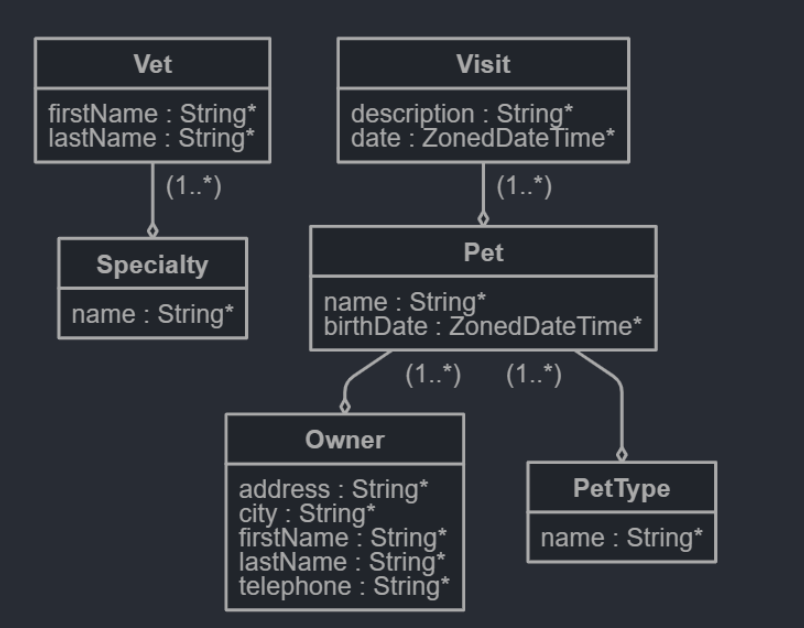 Vet
firstName : String*
lastName : String*
Visit
description : String*
date : ZonedDateTime*
(1..*)
(1..*)
Specialty
name : String*
Pet
name : String*
birthDate : ZonedDateTime*
(1..*)
(1..*)
Owner
address : String*
city : String*
firstName : String*
lastName : String*
telephone : String*
PetType
name : String*